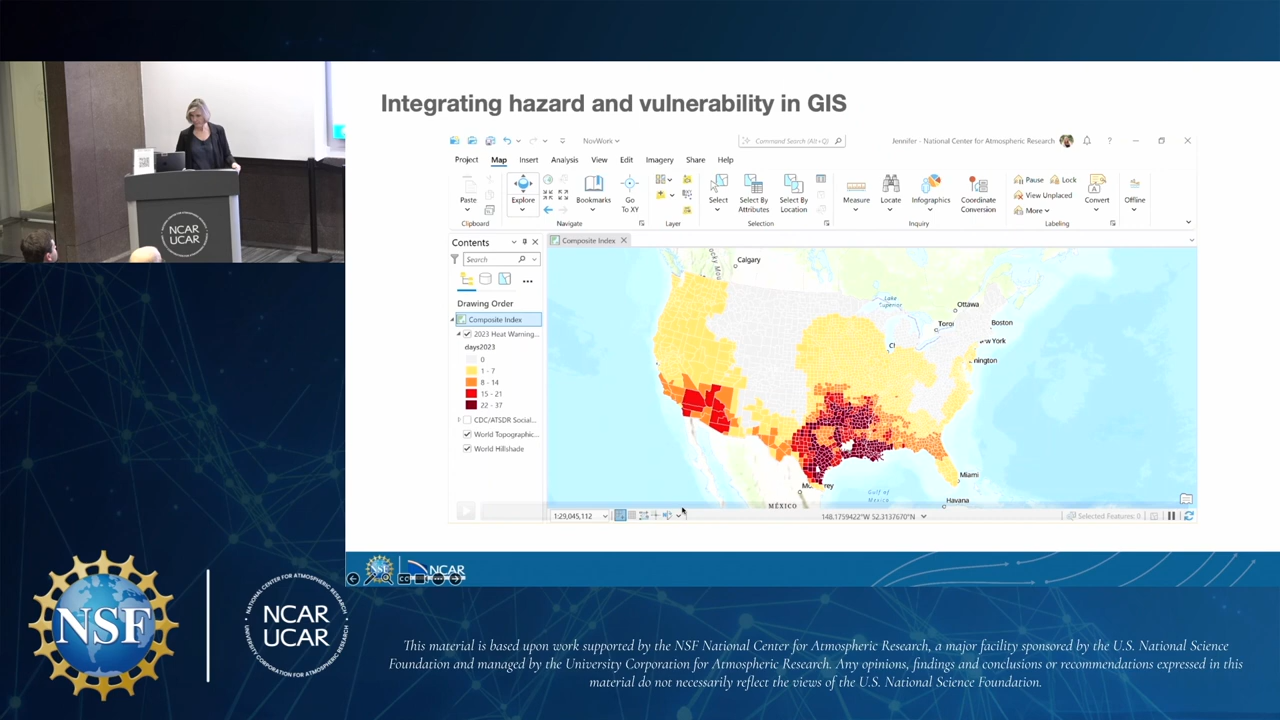 Integrating hazard and vulnerability in GIS
NovWork
Command Search (Alt+Q)
Jennifer - National Center for Atmospheric Research
Project Map Insert Analysis View Edit Imagery Share Help
Paste
Clipboard
Explore
Bookmarks
Go
To XY
Navigate
Layer
Select
Select By
Attributes
Select By
Location
Selection
Measure
Locate
Infographics
Coordinate
Conversion
Inquiry
Pause Lock
View Unplaced
More
Convert
Labeling
Offline
Contents
Search
Drawing Order
Composite Index
2023 Heat Warning...
days2023
0
1 - 7
8 - 14
15 - 21
22 - 37
CDC/ATSDR Social...
World Topographic...
World Hillshade
Composite Index
Calgary
Lake
Superior
Ottawa
Toro
Boston
w York
nington
Miami
Havana
Gulf of
Mexico
rey
MÉXICO
1:29,045,112
148.1759422°W 52.3137670°N
Selected Features: 0
NCAR
UCAR
NSF
NCAR
NSF
NATIONAL CENTER FOR ATMOSPHERIC RESEARCH
NCAR
UCAR
UNIVERSITY CORPORATION FOR ATMOSPHERIC RESEARCH
This material is based upon work supported by the NSF National Center for Atmospheric Research, a major facility sponsored by the U.S. National Science
Foundation and managed by the University Corporation for Atmospheric Research. Any opinions, findings and conclusions or recommendations expressed in this
material do not necessarily reflect the views of the U.S. National Science Foundation.